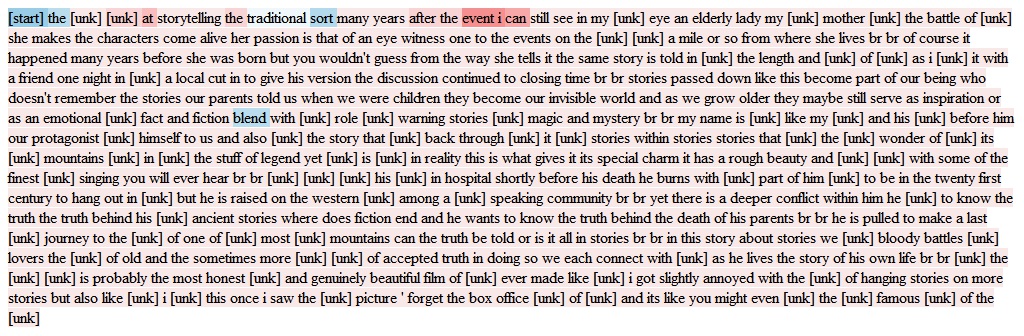 [start] the [unk] [unk] at storytelling the traditional sort many years after the event i can still see in my [unk] eye an elderly lady my [unk] mother [unk] the battle of [unk]
she makes the characters come alive her passion is that of an eye witness one to the events on the [unk] [unk] a mile or so from where she lives br br of course it
happened many years before she was born but you wouldn't guess from the way she tells it the same story is told in [unk] the length and [unk] of [unk] as i [unk] it with
a friend one night in [unk] a local cut in to give his version the discussion continued to closing time br br stories passed down like this become part of our being who
doesn't remember the stories our parents told us when we were children they become our invisible world and as we grow older they maybe still serve as inspiration or
as an emotional [unk] fact and fiction blend with [unk] role [unk] warning stories [unk] magic and mystery br br my name is [unk] like my [unk] and his [unk] before him
our protagonist [unk] himself to us and also [unk] the story that [unk] back through [unk] it [unk] stories within stories stories that [unk] the [unk] wonder of [unk] its
[unk] mountains [unk] in [unk] the stuff of legend yet [unk] is [unk] in reality this is what gives it its special charm it has a rough beauty and [unk] [unk] with some of the
finest [unk] singing you will ever hear br br [unk] [unk] [unk] his [unk] in hospital shortly before his death he burns with [unk] part of him [unk] to be in the twenty first
century to hang out in [unk] but he is raised on the western [unk] among a [unk] speaking community br br yet there is a deeper conflict within him he [unk] to know the
truth the truth behind his [unk] ancient stories where does fiction end and he wants to know the truth behind the death of his parents br br he is pulled to make a last
[unk] journey to the [unk] of one of [unk] most [unk] mountains can the truth be told or is it all in stories br br in this story about stories we [unk] bloody battles [unk]
lovers the [unk] of old and the sometimes more [unk] [unk] of accepted truth in doing so we each connect with [unk] as he lives the story of his own life br br [unk] the
[unk] [unk] is probably the most honest [unk] and genuinely beautiful film of [unk] ever made like [unk] i got slightly annoyed with the [unk] of hanging stories on more
stories but also like [unk] i [unk] this once i saw the [unk] picture ' forget the box office [unk] of [unk] and its like you might even [unk] the [unk] famous [unk] of the
[unk]